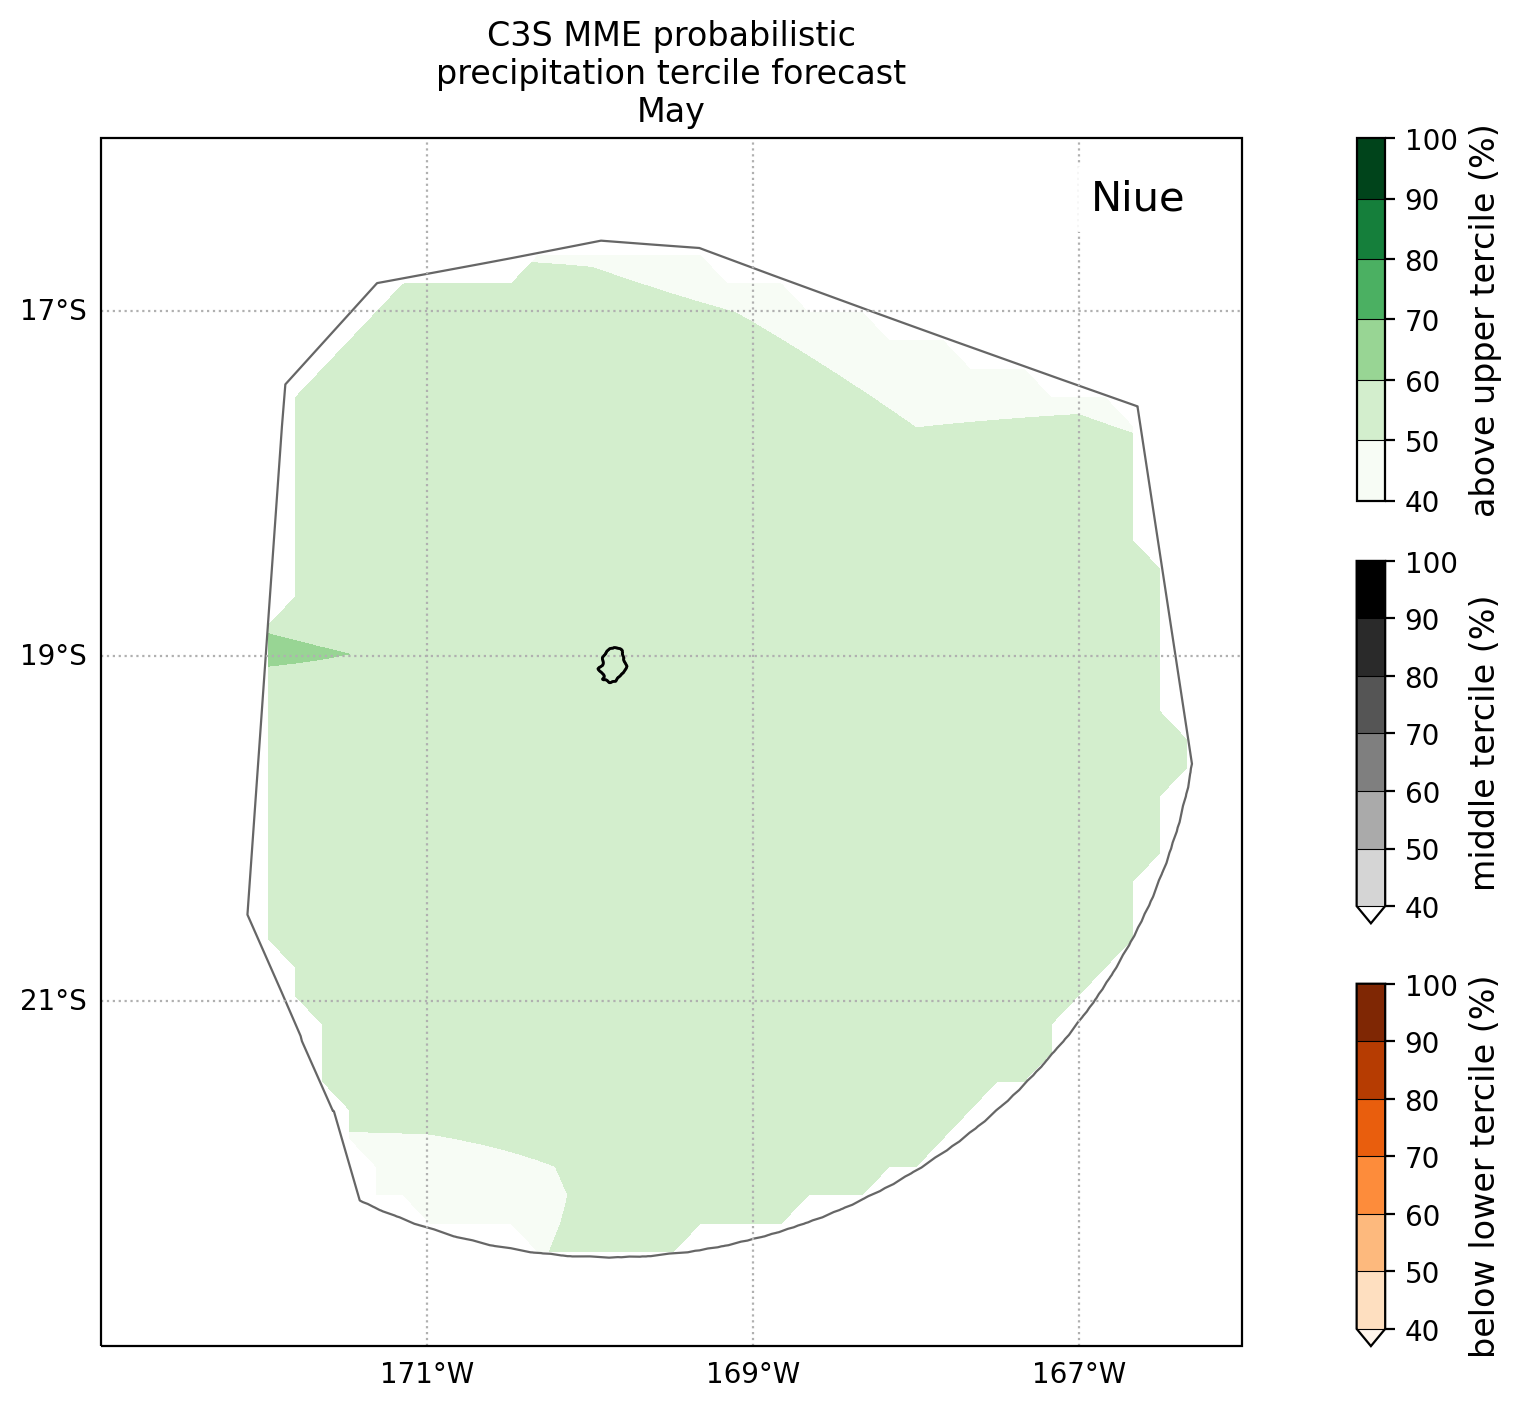 C3S MME probabilistic
precipitation tercile forecast
May
Niue
17°S
19°S
21°S
171°W
169°W
167°W
100
90
80
70
60
50
40
above upper tercile (%)
100
90
80
70
60
50
40
middle tercile (%)
100
90
80
70
60
50
40
below lower tercile (%)